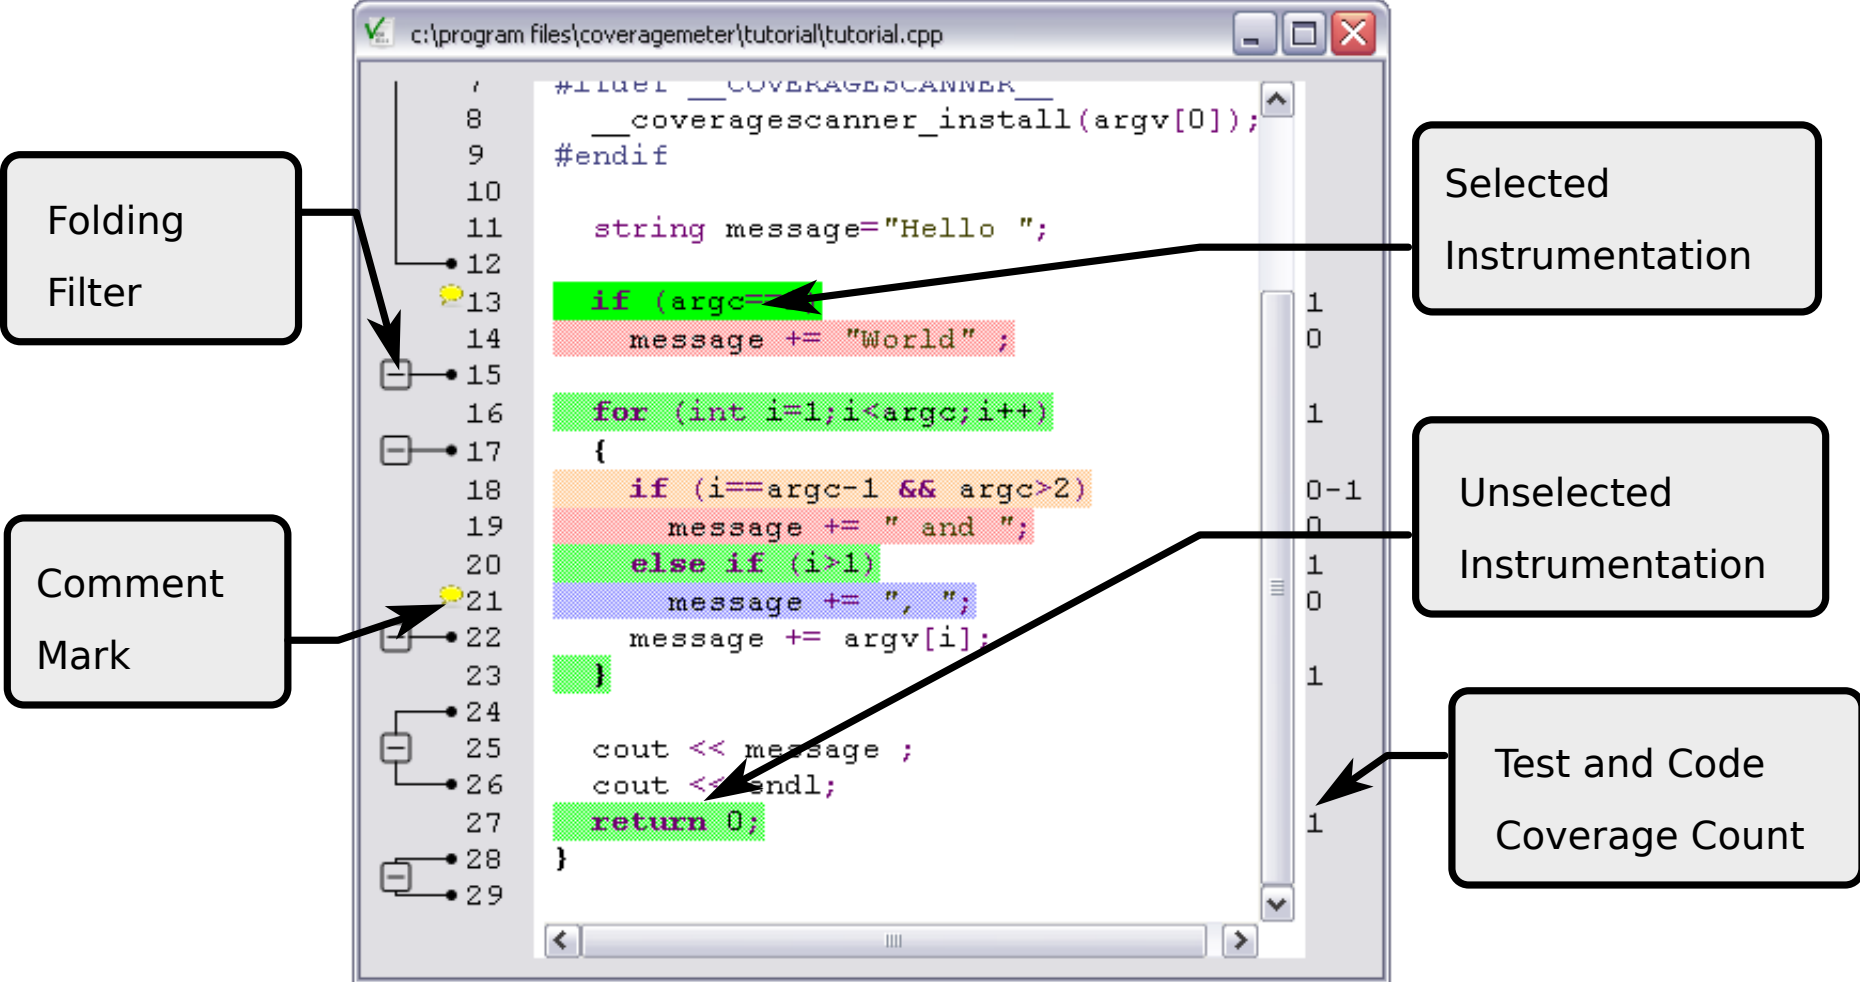 c:\program files\coveragemeter\tutorial\tutorial.cpp
7 #ifdef __COVERAGESCANNER__
8 __coveragescanner_install(argv[0]);
9 #endif
10
11 string message="Hello ";
12
13 if (argc== 1
14 message += "World" ; 0
15
16 for (int i=1;i<argc;i++) 1
17 {
18 if (i==argc-1 && argc>2) 0-1
19 message += " and "; 0
20 else if (i>1) 1
21 message += ", "; 0
22 message += argv[i];
23 } 1
24
25 cout << message ;
26 cout << endl;
27 return 0; 1
28 }
29
Folding
Filter
Comment
Mark
Selected
Instrumentation
Unselected
Instrumentation
Test and Code
Coverage Count